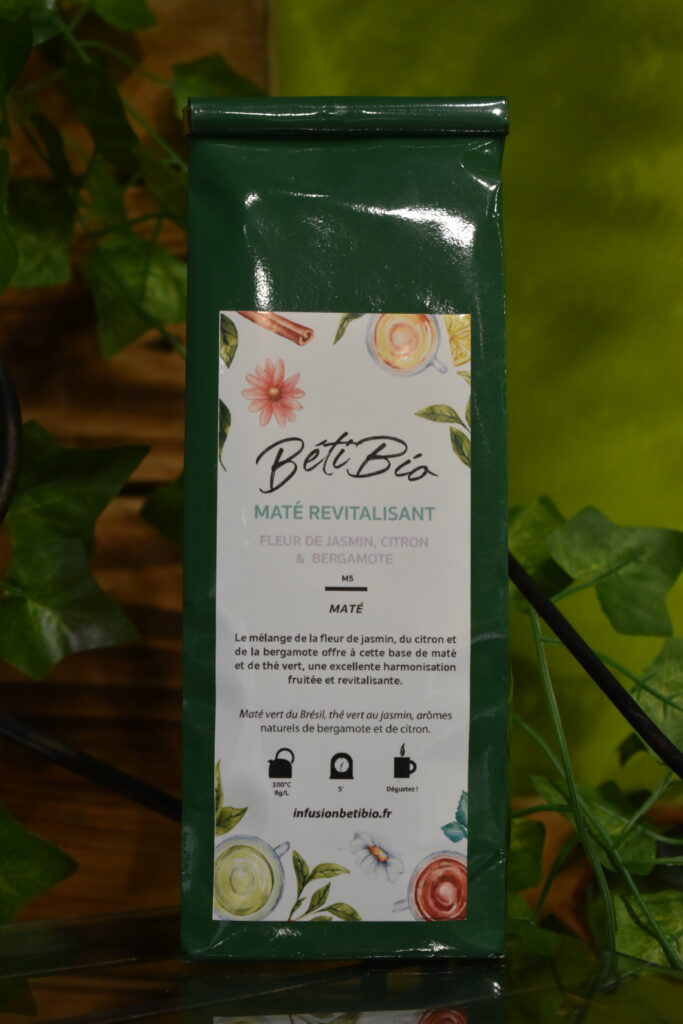 Béti Bio
MATÉ REVITALISANT
FLEUR DE JASMIN, CITRON
& BERGAMOTE
M5
MATÉ
Le mélange de la fleur de jasmin, du citron et
de la bergamote offre à cette base de maté
et de thé vert, une excellente harmonisation
fruitée et revitalisante.
Maté vert du Brésil, thé vert au jasmin, arômes
naturels de bergamote et de citron.
100°C
8g/L
5'
Dégustez !
infusionbetibio.fr